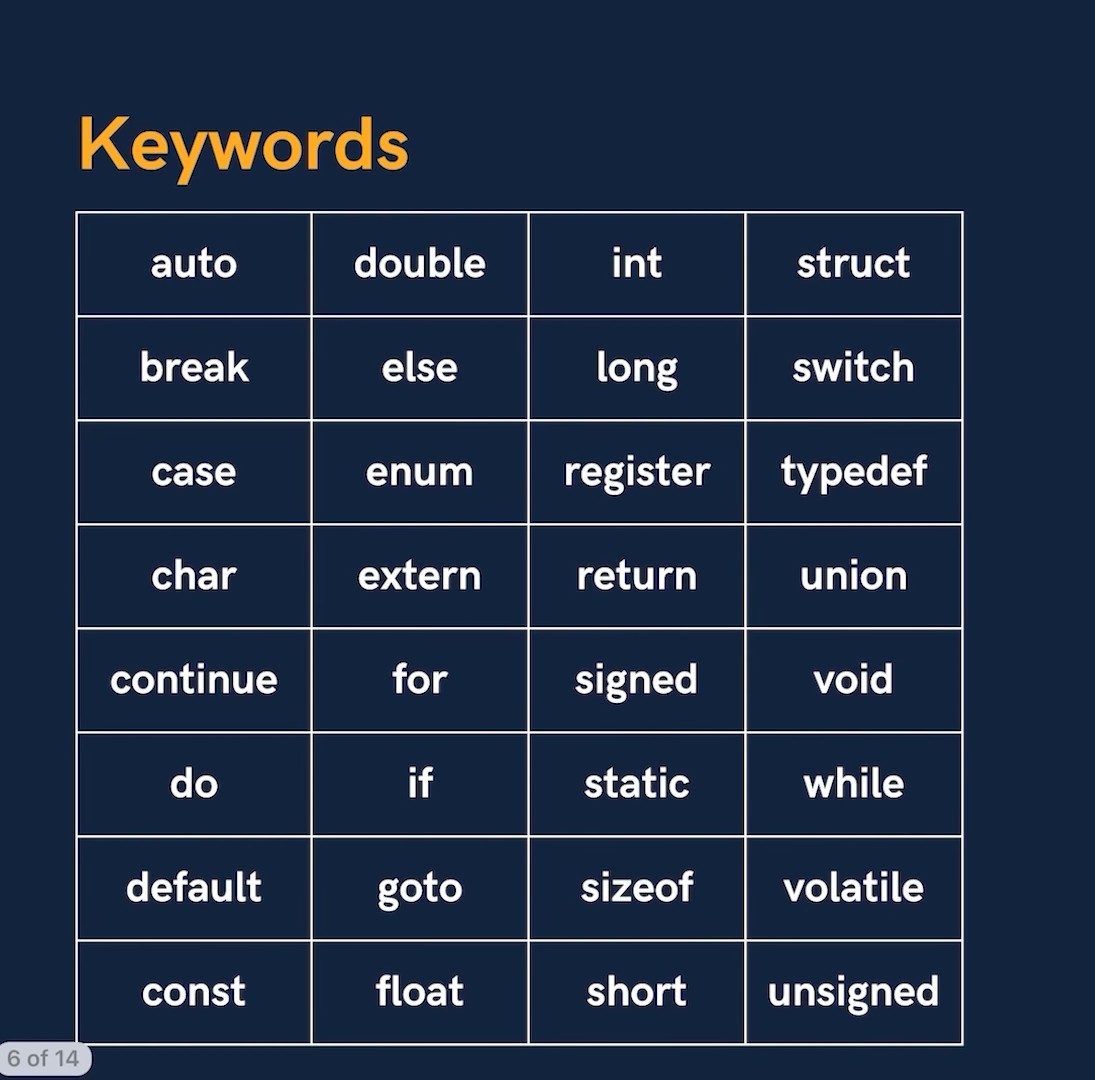 Keywords
auto double int struct
break else long switch
case enum register typedef
char extern return union
continue for signed void
do if static while
default goto sizeof volatile
const float short unsigned
6 of 14